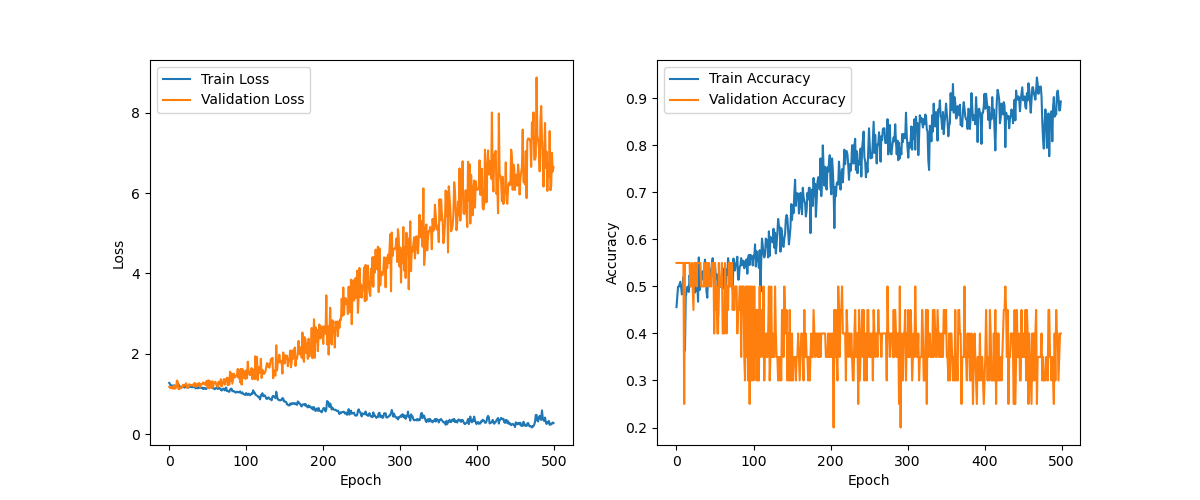 Train Loss
Validation Loss
Loss
8
6
4
2
0
0 100 200 300 400 500
Epoch
Train Accuracy
Validation Accuracy
Accuracy
0.9
0.8
0.7
0.6
0.5
0.4
0.3
0.2
0 100 200 300 400 500
Epoch